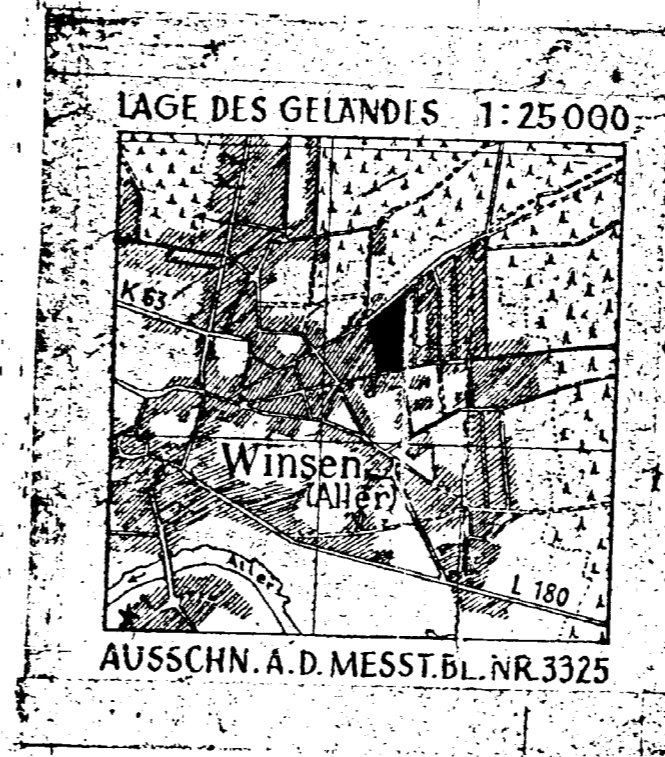 LAGE DES GELÄNDES 1:25000
K 63
Winsen
(Aller)
Aller
L 180
AUSSCHN. A. D. MESST.BL. NR. 3325